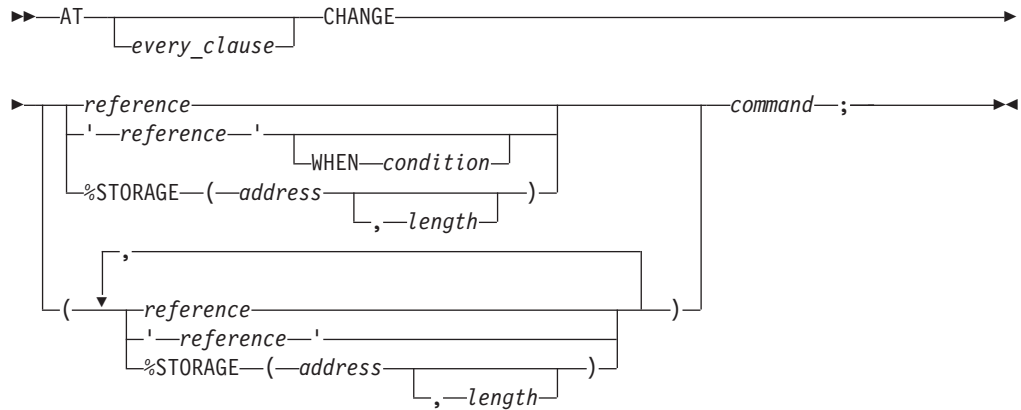 AT every_clause CHANGE
reference
' reference ' WHEN condition
%STORAGE ( address , length )
command ;
,
( reference )
' reference '
%STORAGE ( address , length )